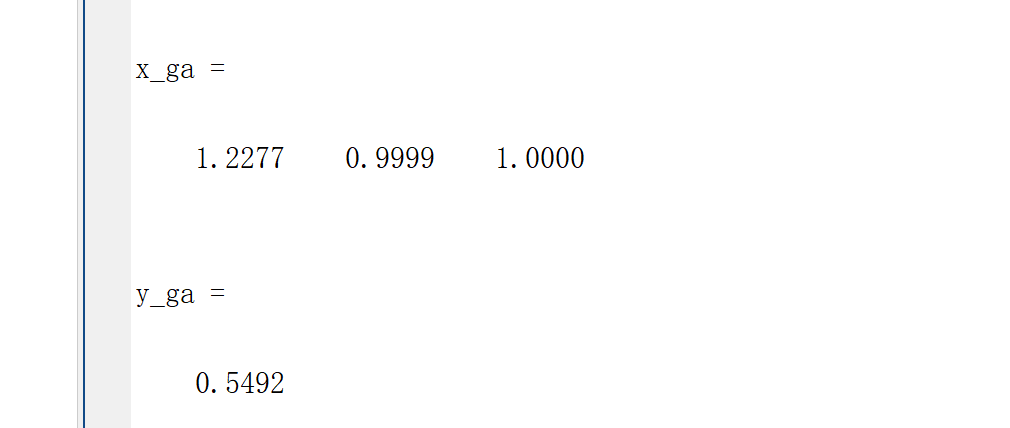 x_ga =
1.2277 0.9999 1.0000
y_ga =
0.5492